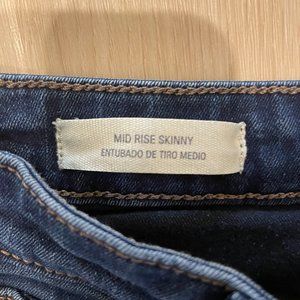 MID RISE SKINNY
ENTUBADO DE TIRO MEDIO